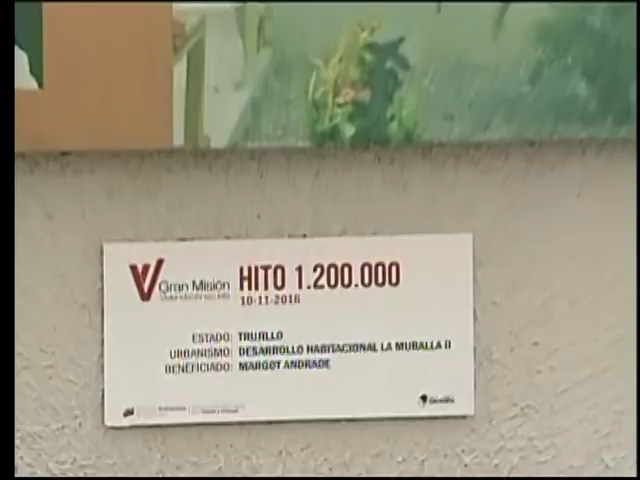 Gran Misión
HITO 1.200.000
10-11-2016
ESTADO: TRUJILLO
URBANISMO: DESARROLLO HABITACIONAL LA MURALLA II
BENEFICIADO: MARGOT ANDRADE